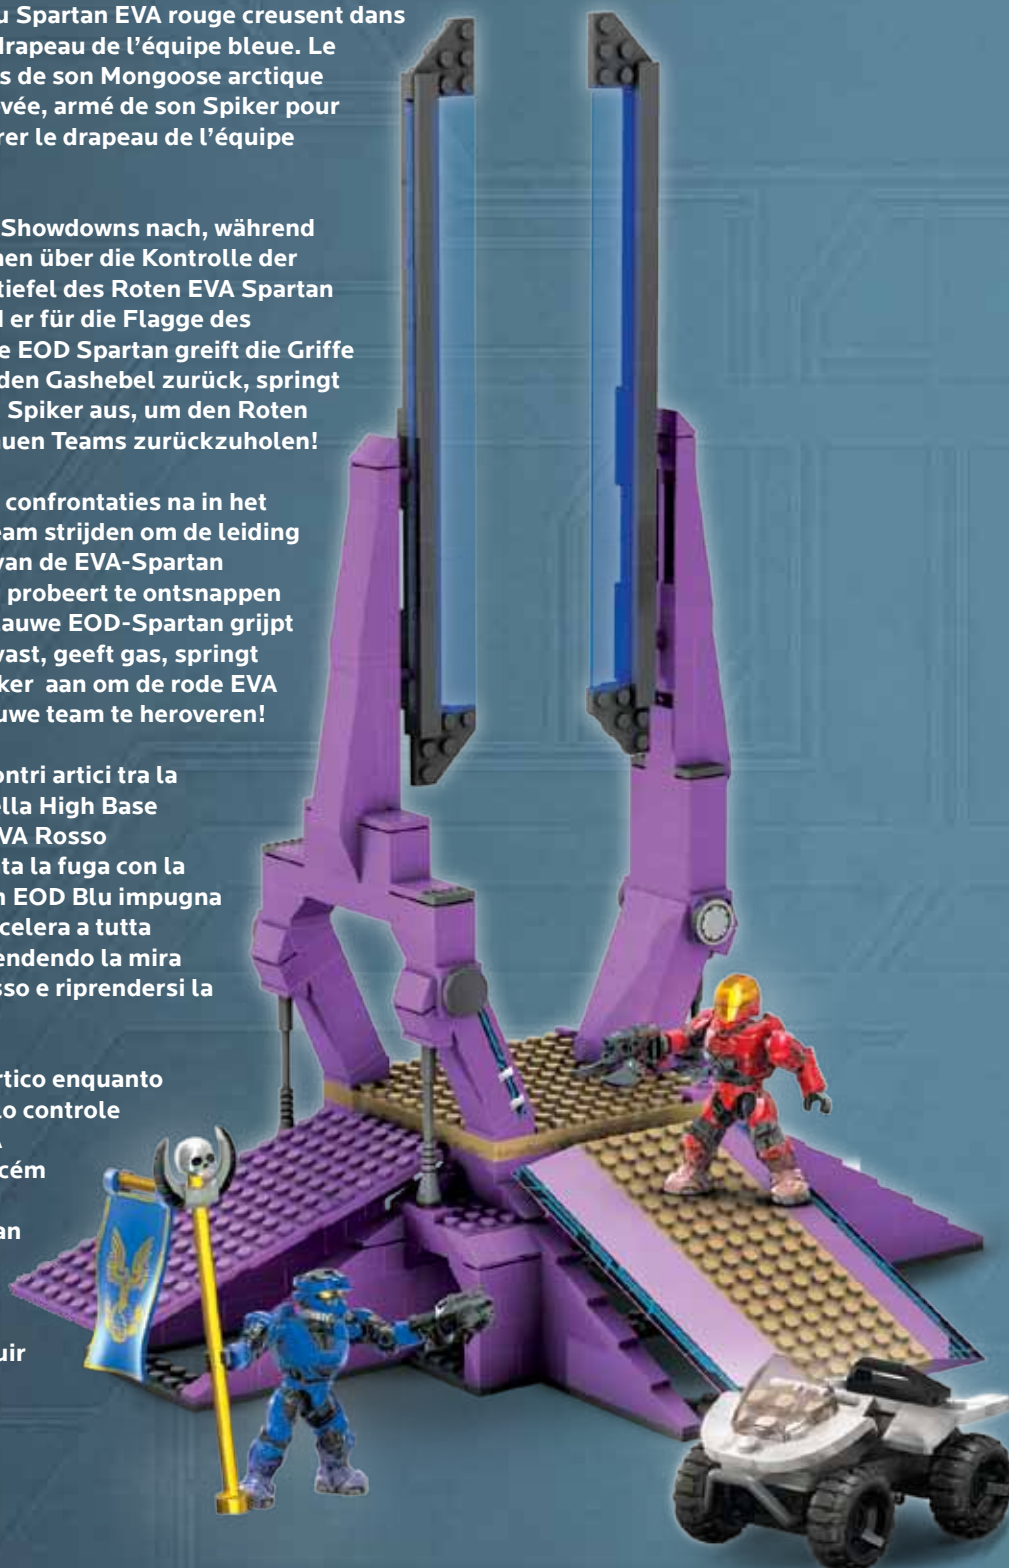 u Spartan EVA rouge creusent dans
drapeau de l’équipe bleue. Le
s de son Mongoose arctique
vée, armé de son Spiker pour
rer le drapeau de l’équipe
Showdowns nach, während
nen über die Kontrolle der
tiefel des Roten EVA Spartan
er für die Flagge des
e EOD Spartan greift die Griffe
den Gashebel zurück, springt
Spiker aus, um den Roten
uen Teams zurückzuholen!
confrontaties na in het
eam strijden om de leiding
van de EVA-Spartan
probeert te ontsnappen
lauwe EOD-Spartan grijpt
vast, geeft gas, springt
ker aan om de rode EVA
uwe team te heroveren!
ontri artici tra la
ella High Base
VA Rosso
ta la fuga con la
n EOD Blu impugna
celera a tutta
endendo la mira
sso e riprendersi la
rtico enquanto
lo controle
cém
an
uir